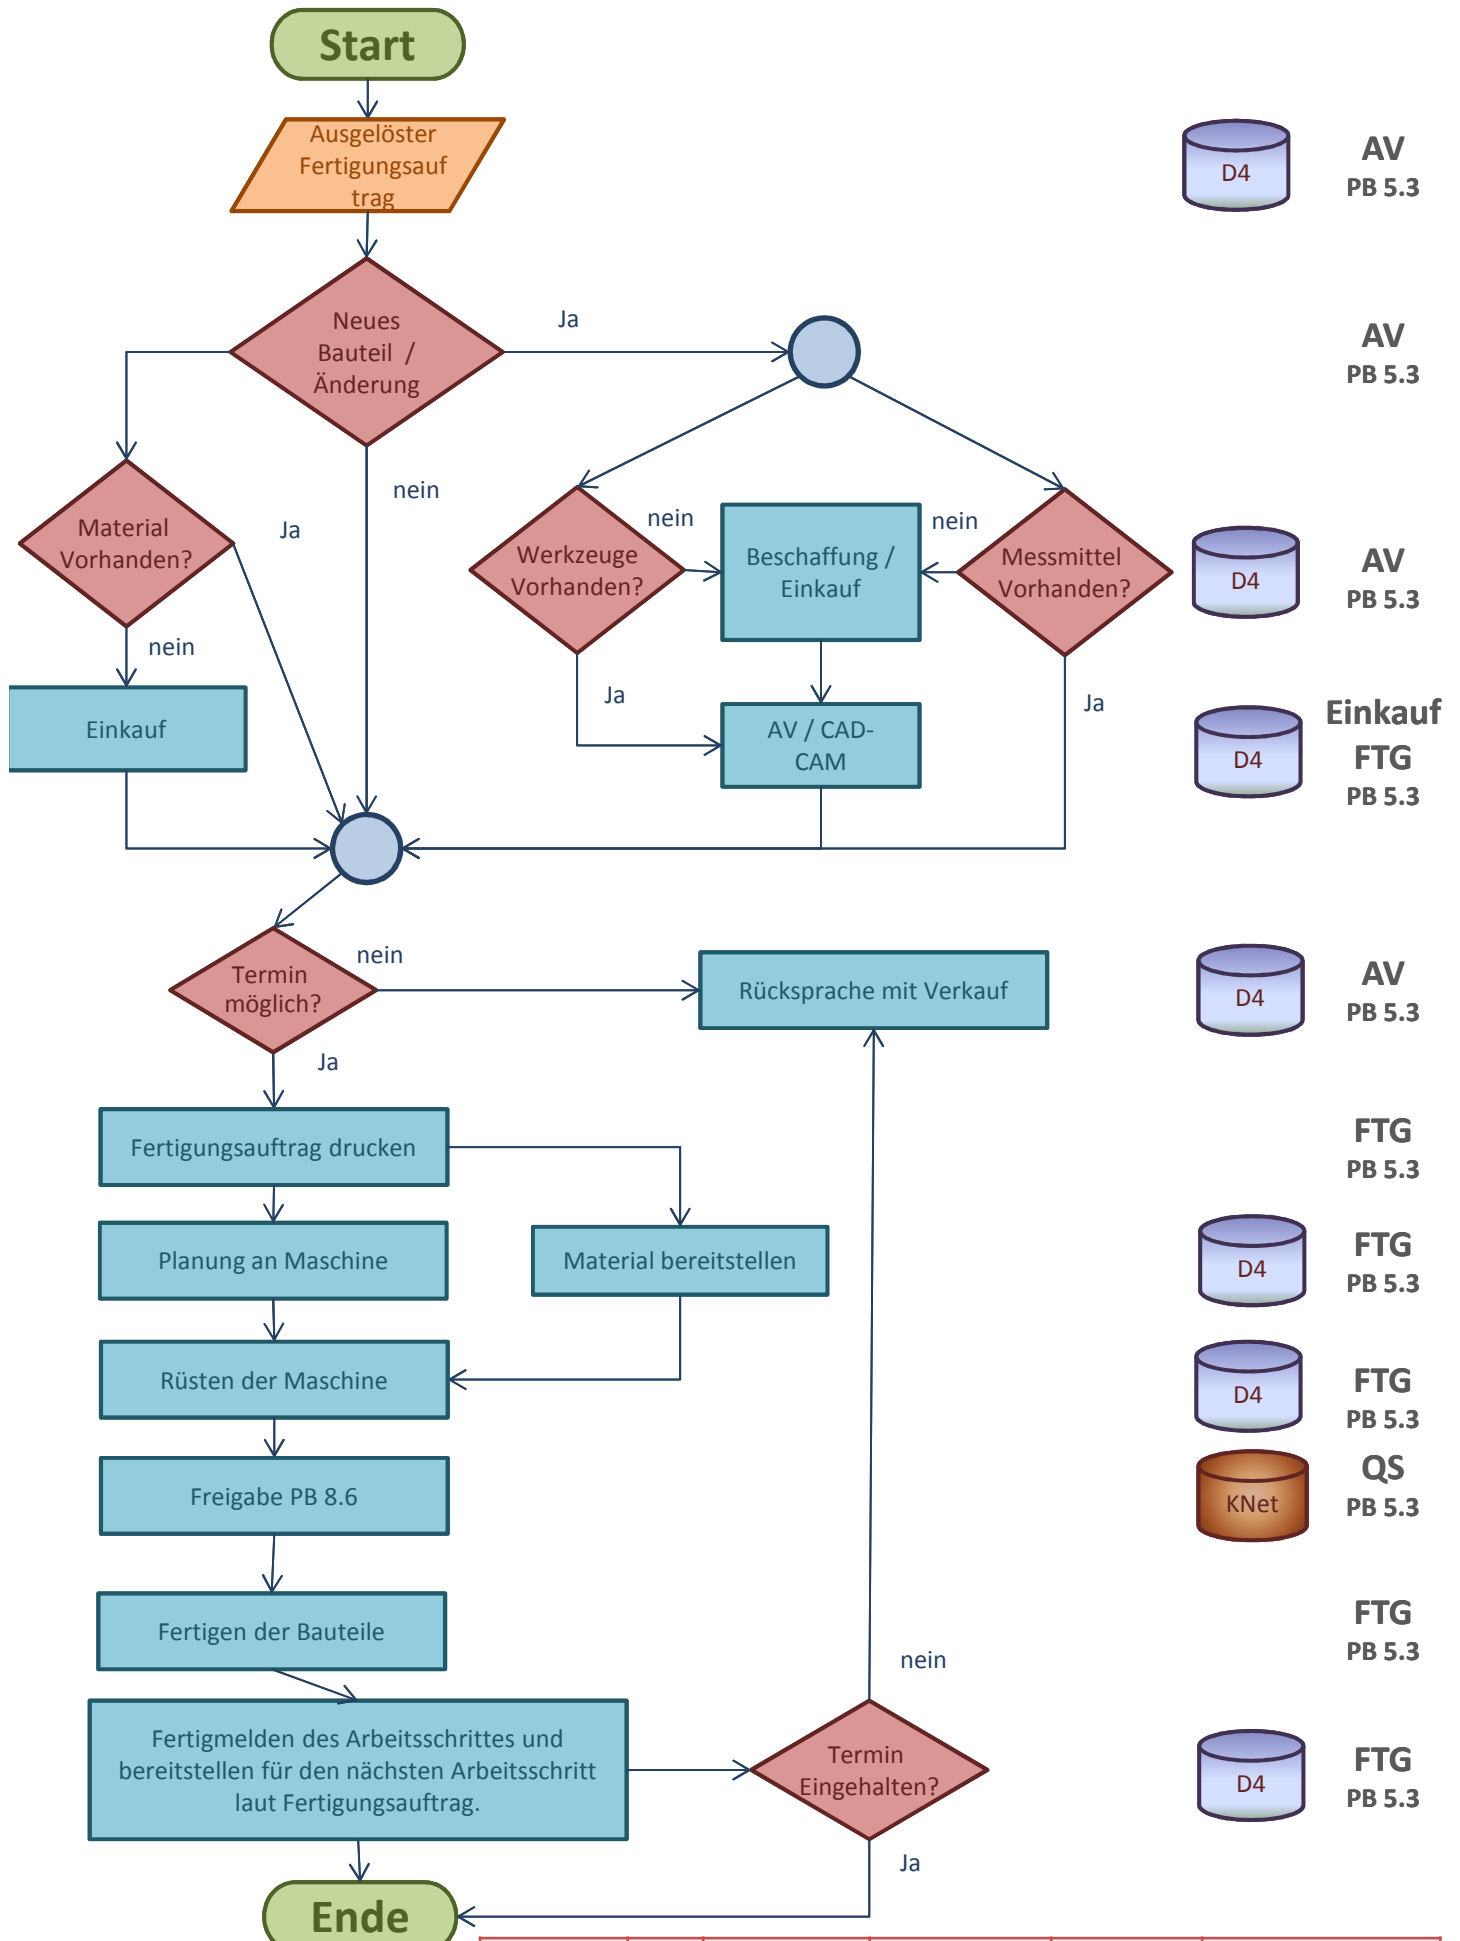 Start
Ausgelöster
Fertigungsauf
trag
D4
AV
PB 5.3
Neues
Bauteil /
Änderung
Ja
AV
PB 5.3
nein
Material
Vorhanden?
Ja
nein
Werkzeuge
Vorhanden?
nein
Beschaffung /
Einkauf
nein
Messmittel
Vorhanden?
D4
AV
PB 5.3
Einkauf
Ja
AV / CAD-
CAM
Ja
D4
Einkauf
FTG
PB 5.3
Termin
möglich?
nein
Rücksprache mit Verkauf
D4
AV
PB 5.3
Ja
Fertigungsauftrag drucken
FTG
PB 5.3
Planung an Maschine
Material bereitstellen
D4
FTG
PB 5.3
Rüsten der Maschine
D4
FTG
PB 5.3
Freigabe PB 8.6
KNet
QS
PB 5.3
Fertigen der Bauteile
FTG
PB 5.3
nein
Fertigmelden des Arbeitsschrittes und
bereitstellen für den nächsten Arbeitsschritt
laut Fertigungsauftrag.
Termin
Eingehalten?
D4
FTG
PB 5.3
Ja
Ende